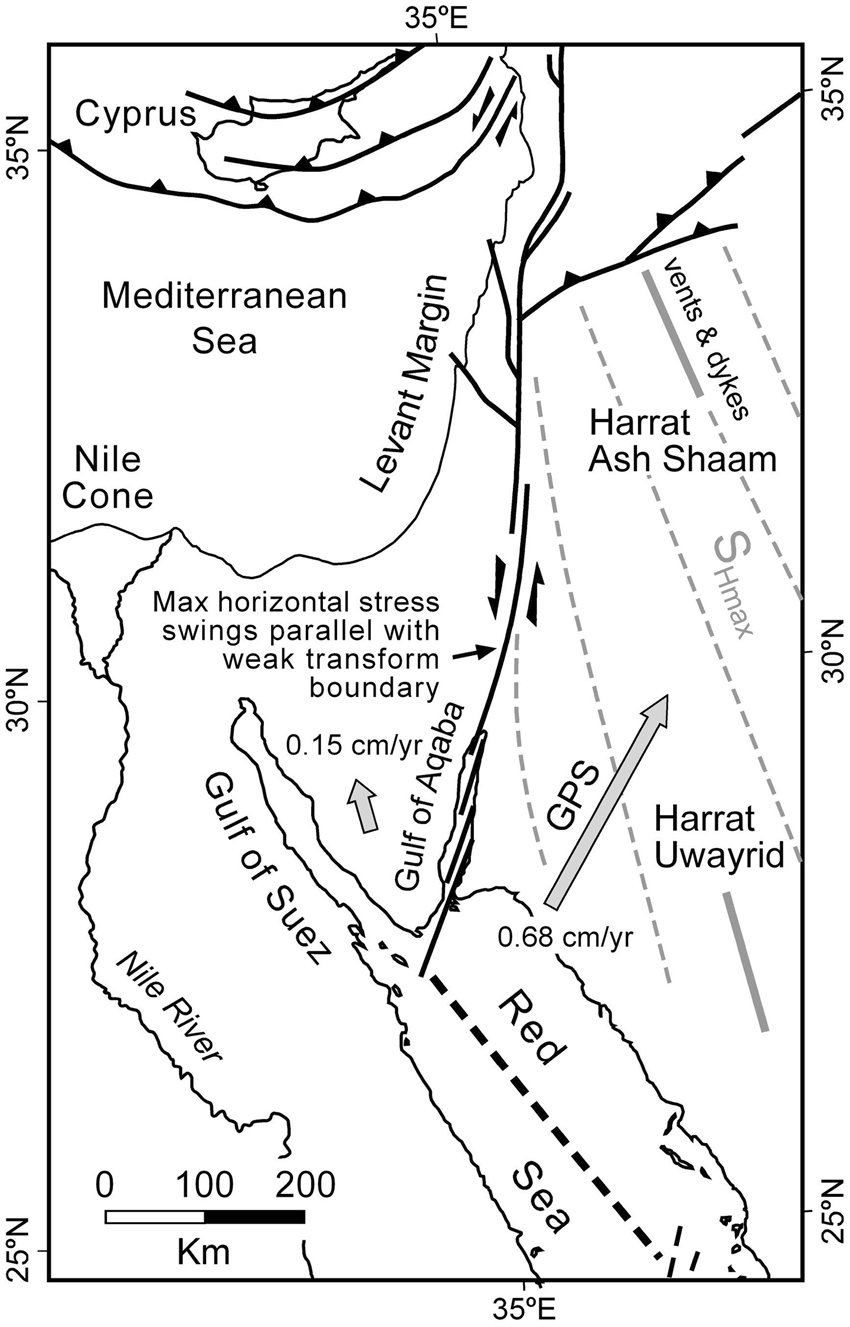 35ºE
Cyprus
35ºN
35ºN
Mediterranean
Sea
Levant Margin
vents & dykes
Harrat
Ash Shaam
Nile
Cone
SHmax
Max horizontal stress
swings parallel with
weak transform
boundary
30ºN
30ºN
0.15 cm/yr
Gulf of Aqaba
Gulf of Suez
GPS
Harrat
Uwayrid
0.68 cm/yr
Nile River
Red
Sea
0 100 200
Km
25ºN
25ºN
35ºE